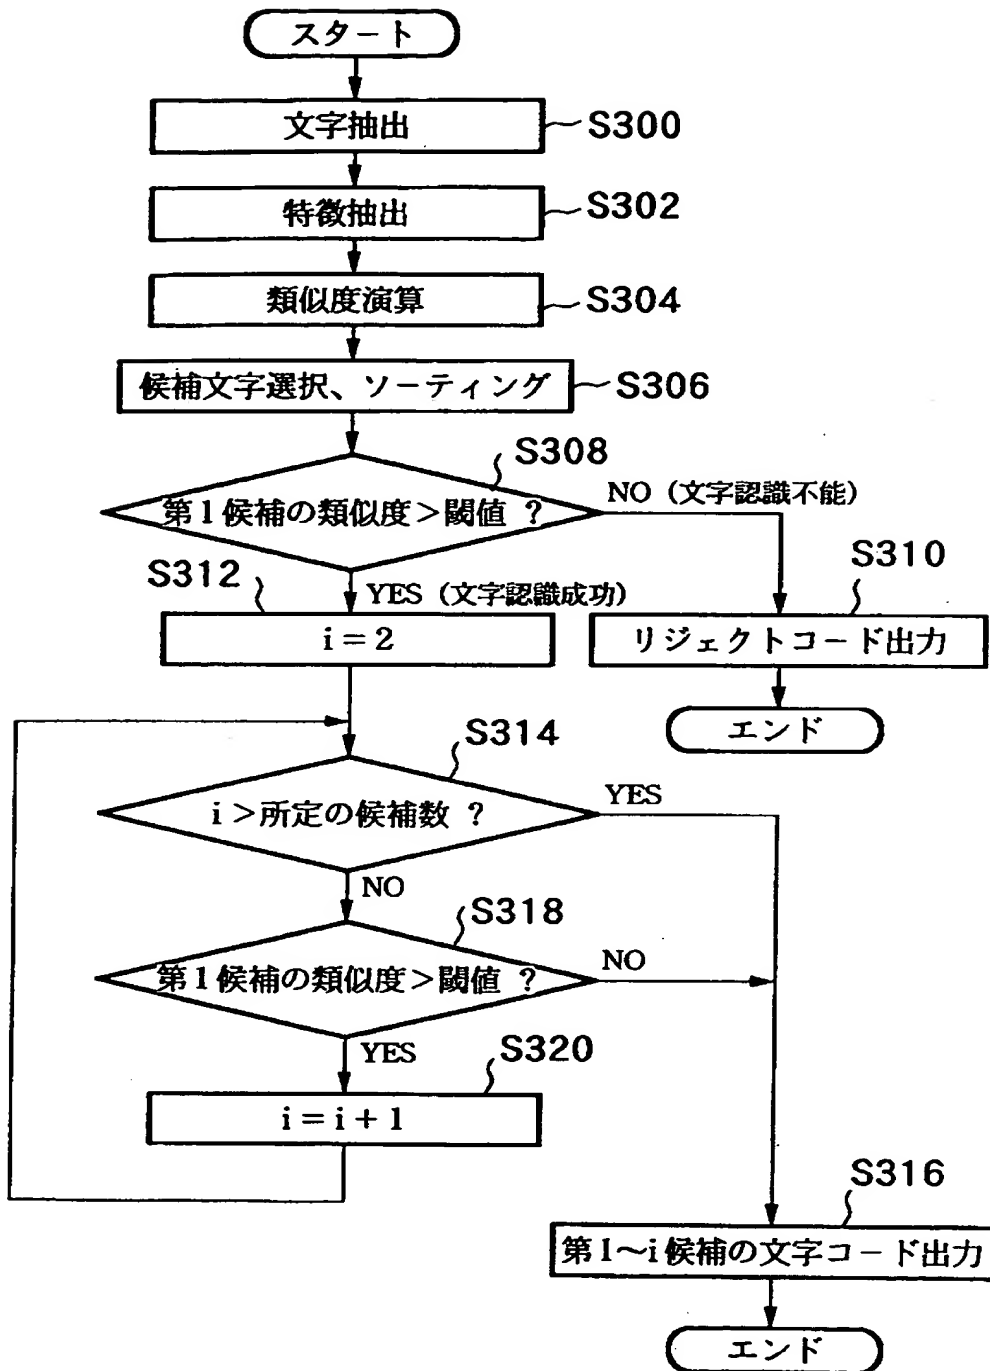 スタート
文字抽出
S300
特徴抽出
S302
類似度演算
S304
候補文字選択、ソーティング
S306
S308
第1候補の類似度＞閾値 ?
NO (文字認識不能)
S312
YES (文字認識成功)
S310
i＝2
リジェクトコード出力
エンド
S314
i＞所定の候補数 ?
YES
NO
S318
第1候補の類似度＞閾値 ?
NO
YES
S320
i＝i＋1
S316
第1～i候補の文字コード出力
エンド